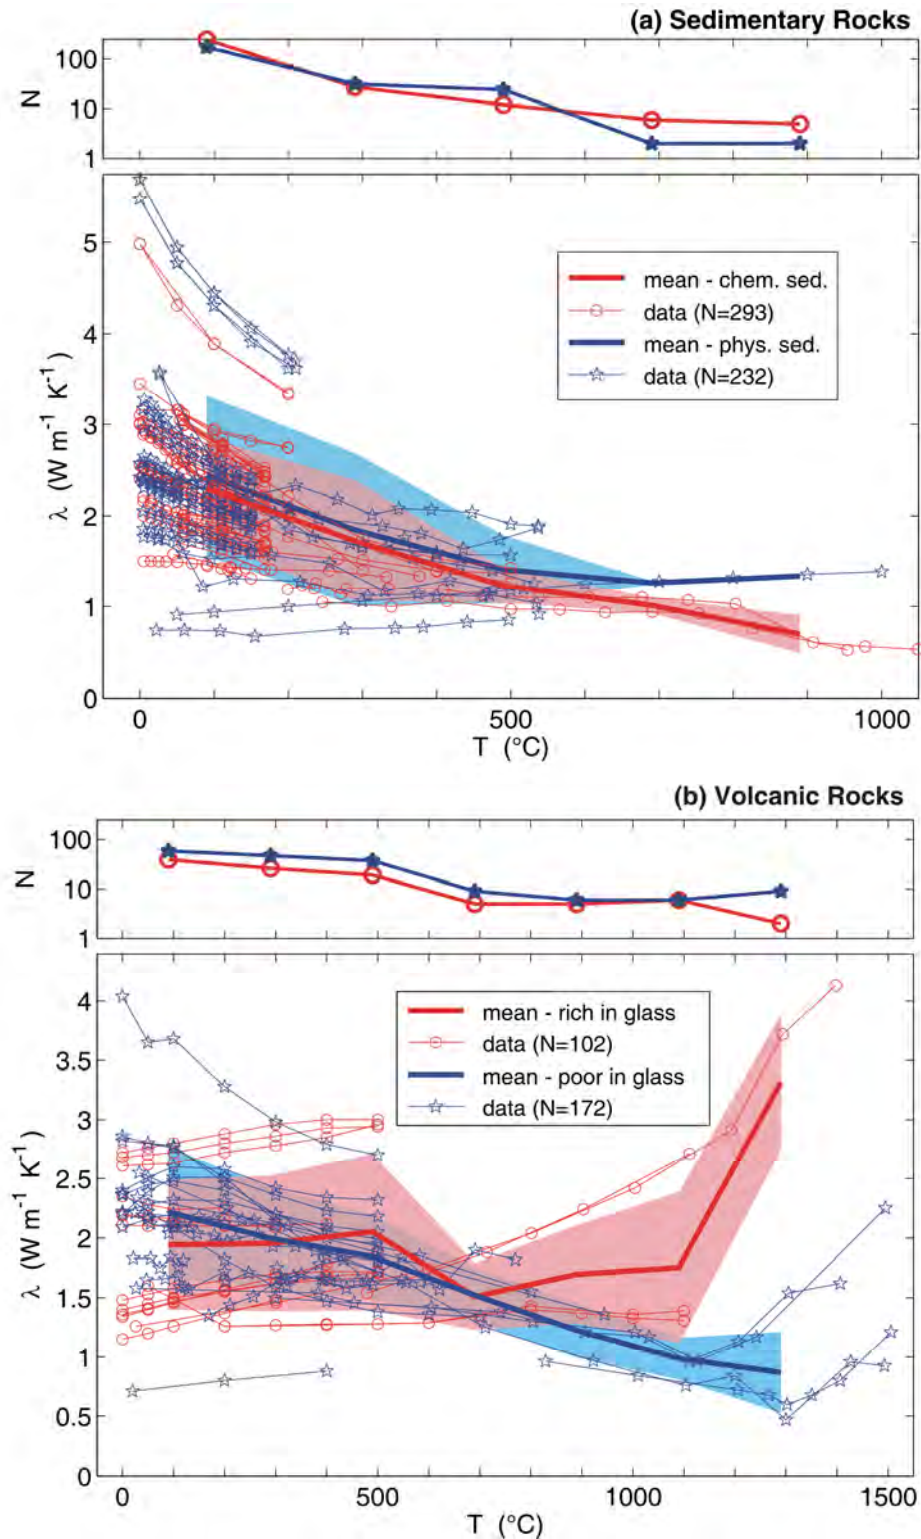 (a) Sedimentary Rocks
100
10
1
N
5
4
3
2
1
0
λ (W m⁻¹ K⁻¹)
mean - chem. sed.
data (N=293)
mean - phys. sed.
data (N=232)
0 500 1000
T (°C)
(b) Volcanic Rocks
100
10
1
N
4
3.5
3
2.5
2
1.5
1
0.5
0
λ (W m⁻¹ K⁻¹)
mean - rich in glass
data (N=102)
mean - poor in glass
data (N=172)
0 500 1000 1500
T (°C)